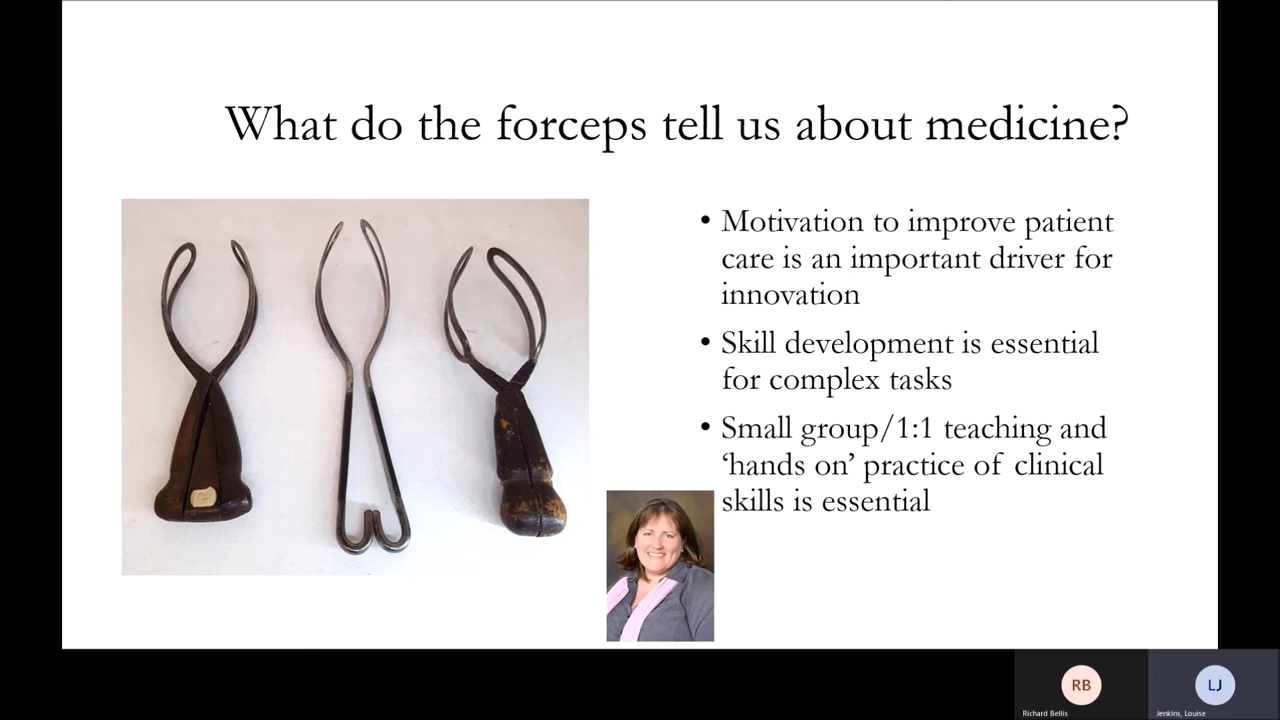 What do the forceps tell us about medicine?
• Motivation to improve patient
care is an important driver for
innovation
• Skill development is essential
for complex tasks
• Small group/1:1 teaching and
‘hands on’ practice of clinical
skills is essential
RB
Richard Bellis
LJ
Jenkins, Louise